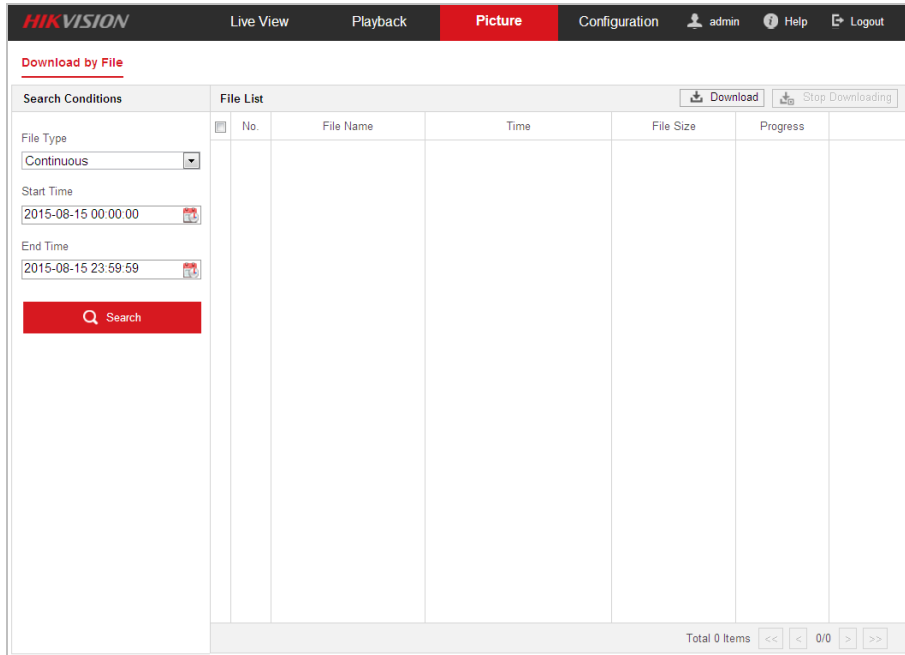 HIKVISION Live View Playback Picture Configuration admin Help Logout
Download by File
Search Conditions File List Download Stop Downloading
No. File Name Time File Size Progress
File Type
Continuous
Start Time
2015-08-15 00:00:00
End Time
2015-08-15 23:59:59
Search
Total 0 Items << < 0/0 > >>